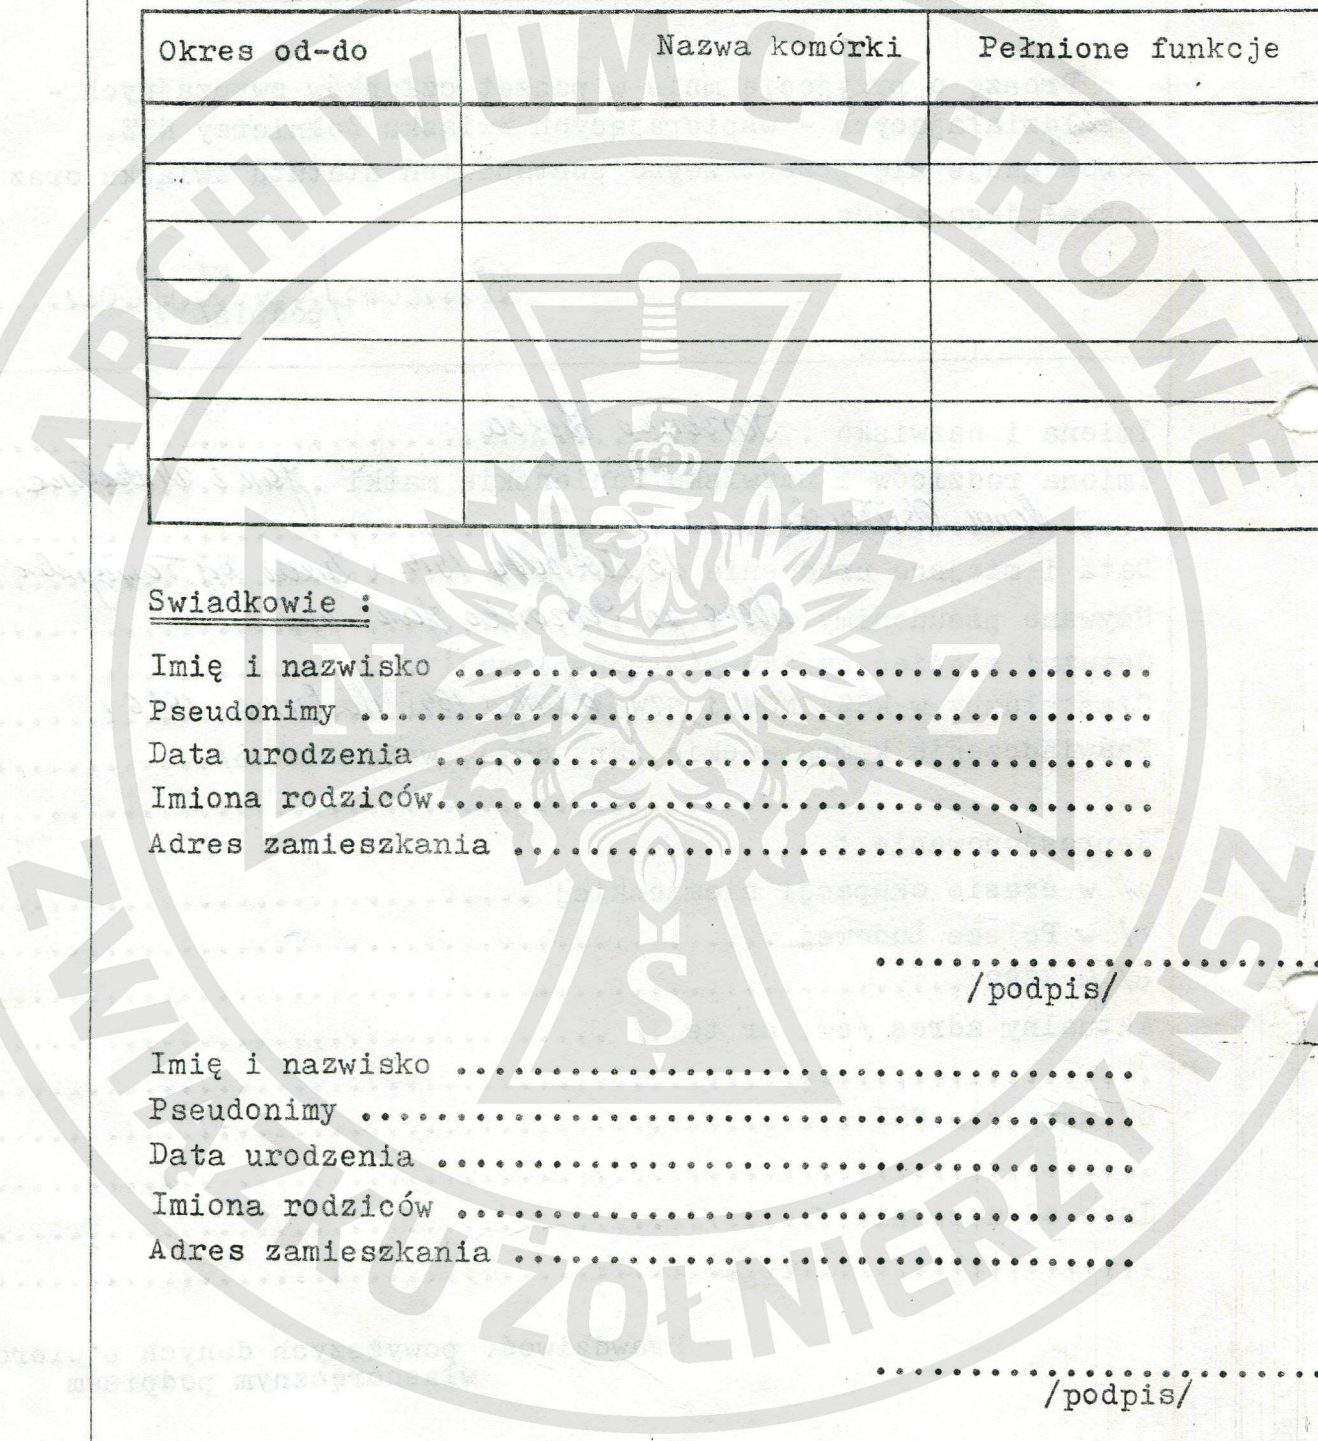 Okres od-do Nazwa komórki Pełnione funkcje
Swiadkowie :
Imię i nazwisko ....................................
Pseudonimy .........................................
Data urodzenia .....................................
Imiona rodziców.....................................
Adres zamieszkania .................................
........................
/podpis/
Imię i nazwisko ...................................
Pseudonimy ........................................
Data urodzenia ....................................
Imiona rodziców ...................................
Adres zamieszkania ................................
........................
/podpis/
ARCHIWUM CYFROWE
ZWIĄZKU ŻOŁNIERZY NSZ
N Z
S